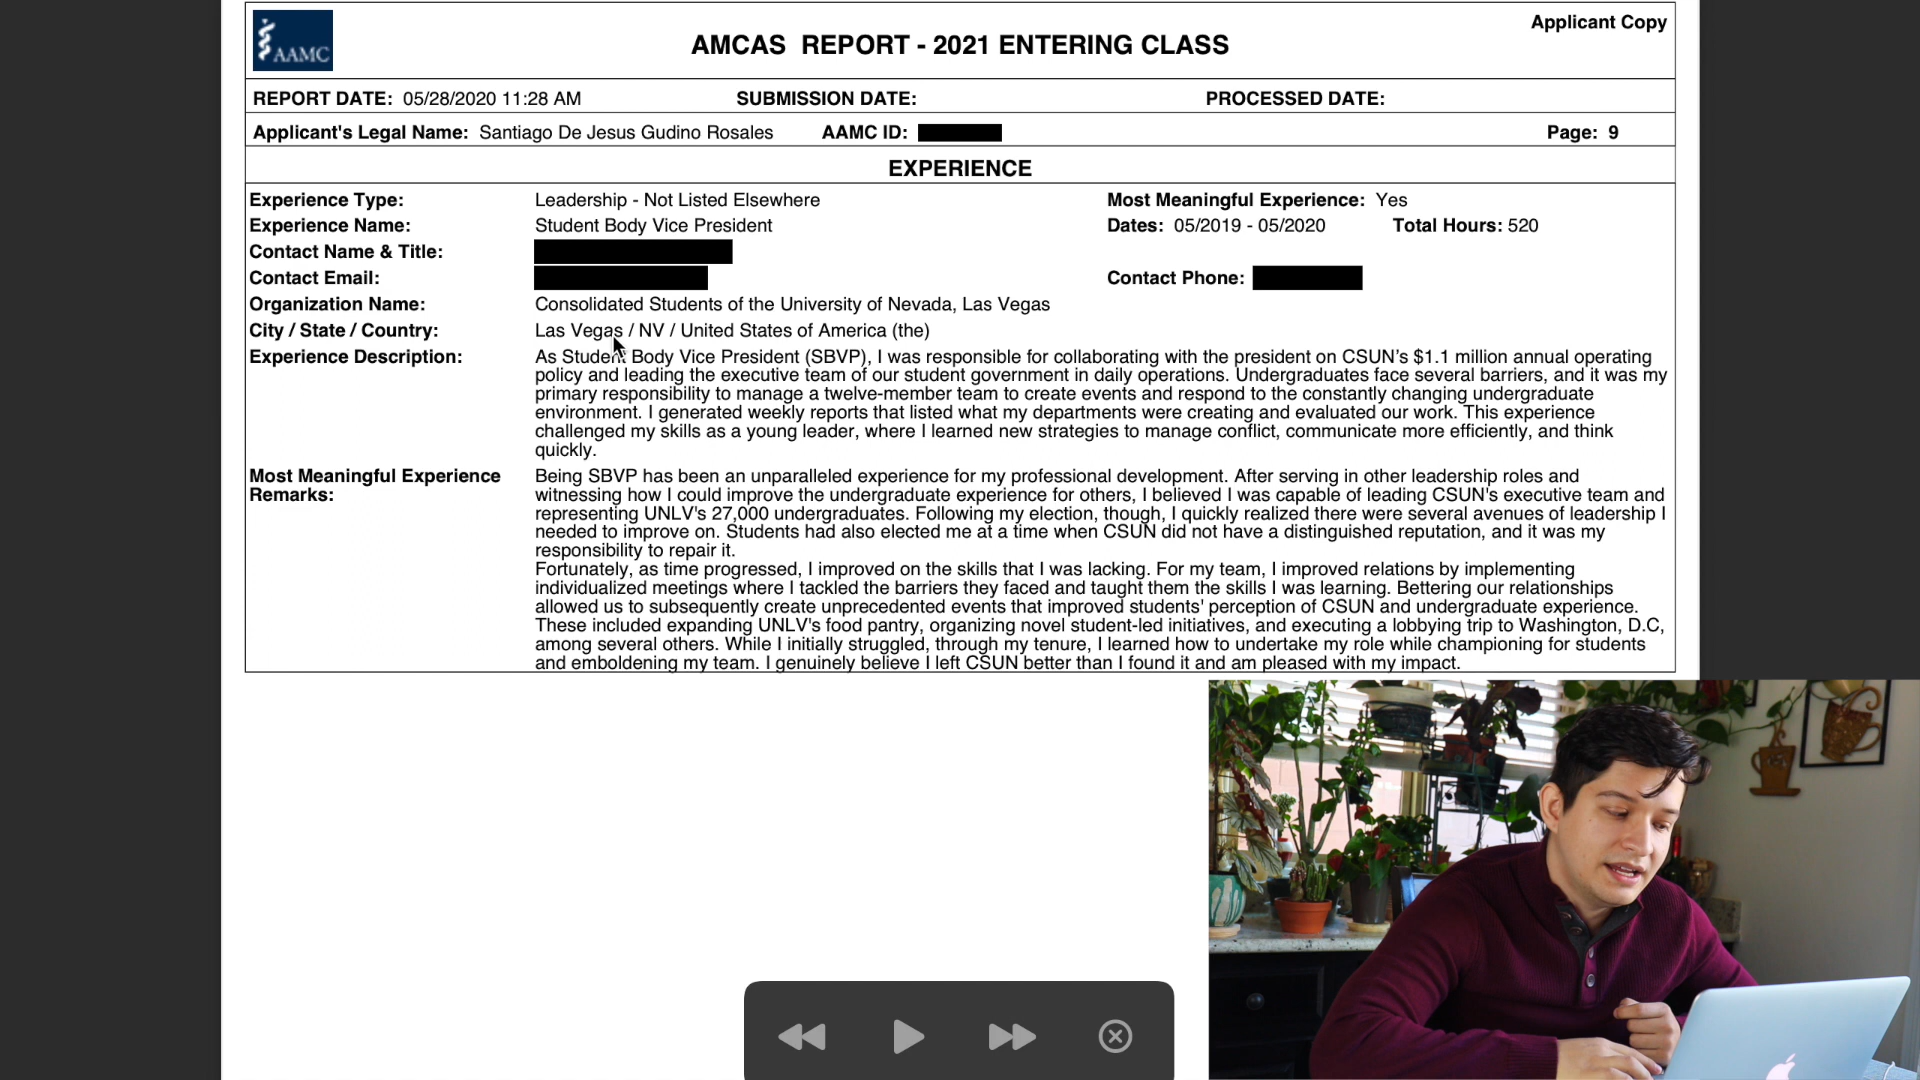 AAMC
AMCAS REPORT - 2021 ENTERING CLASS
Applicant Copy
REPORT DATE: 05/28/2020 11:28 AM SUBMISSION DATE: PROCESSED DATE:
Applicant's Legal Name: Santiago De Jesus Gudino Rosales AAMC ID: Page: 9
EXPERIENCE
Experience Type: Leadership - Not Listed Elsewhere Most Meaningful Experience: Yes
Experience Name: Student Body Vice President Dates: 05/2019 - 05/2020 Total Hours: 520
Contact Name & Title:
Contact Email: Contact Phone:
Organization Name: Consolidated Students of the University of Nevada, Las Vegas
City / State / Country: Las Vegas / NV / United States of America (the)
Experience Description: As Student Body Vice President (SBVP), I was responsible for collaborating with the president on CSUN’s $1.1 million annual operating
policy and leading the executive team of our student government in daily operations. Undergraduates face several barriers, and it was my
primary responsibility to manage a twelve-member team to create events and respond to the constantly changing undergraduate
environment. I generated weekly reports that listed what my departments were creating and evaluated our work. This experience
challenged my skills as a young leader, where I learned new strategies to manage conflict, communicate more efficiently, and think
quickly.
Most Meaningful Experience Being SBVP has been an unparalleled experience for my professional development. After serving in other leadership roles and
Remarks: witnessing how I could improve the undergraduate experience for others, I believed I was capable of leading CSUN's executive team and
representing UNLV's 27,000 undergraduates. Following my election, though, I quickly realized there were several avenues of leadership I
needed to improve on. Students had also elected me at a time when CSUN did not have a distinguished reputation, and it was my
responsibility to repair it.
Fortunately, as time progressed, I improved on the skills that I was lacking. For my team, I improved relations by implementing
individualized meetings where I tackled the barriers they faced and taught them the skills I was learning. Bettering our relationships
allowed us to subsequently create unprecedented events that improved students' perception of CSUN and undergraduate experience.
These included expanding UNLV's food pantry, organizing novel student-led initiatives, and executing a lobbying trip to Washington, D.C,
among several others. While I initially struggled, through my tenure, I learned how to undertake my role while championing for students
and emboldening my team. I genuinely believe I left CSUN better than I found it and am pleased with my impact.